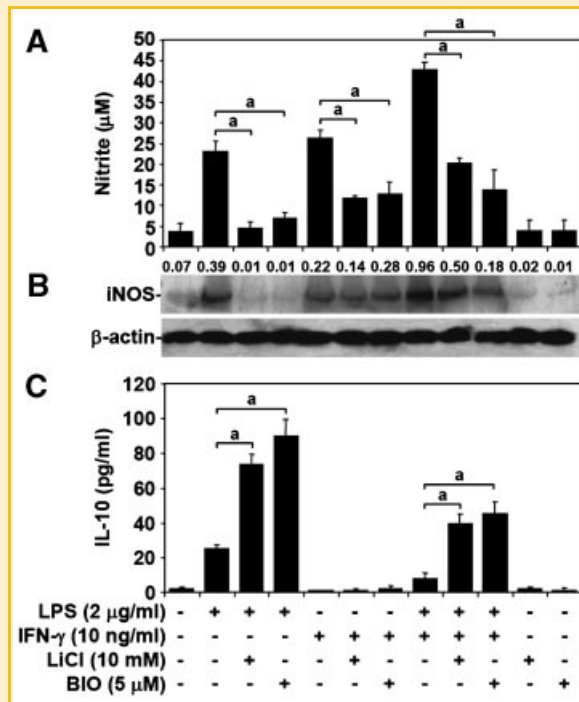 A
Nitrite (µM)
50
45
40
35
30
25
20
15
10
5
0
a
a
a
a
a
a
0.07 0.39 0.01 0.01 0.22 0.14 0.28 0.96 0.50 0.18 0.02 0.01
B
iNOS-
β-actin-
C
IL-10 (pg/ml)
120
100
80
60
40
20
0
a
a
a
a
LPS (2 µg/ml) - + + + - - - + + + - -
IFN-γ (10 ng/ml) - - - - + + + + + + - -
LiCl (10 mM) - - + - - + - - + - + -
BIO (5 µM) - - - + - - + - - + - +